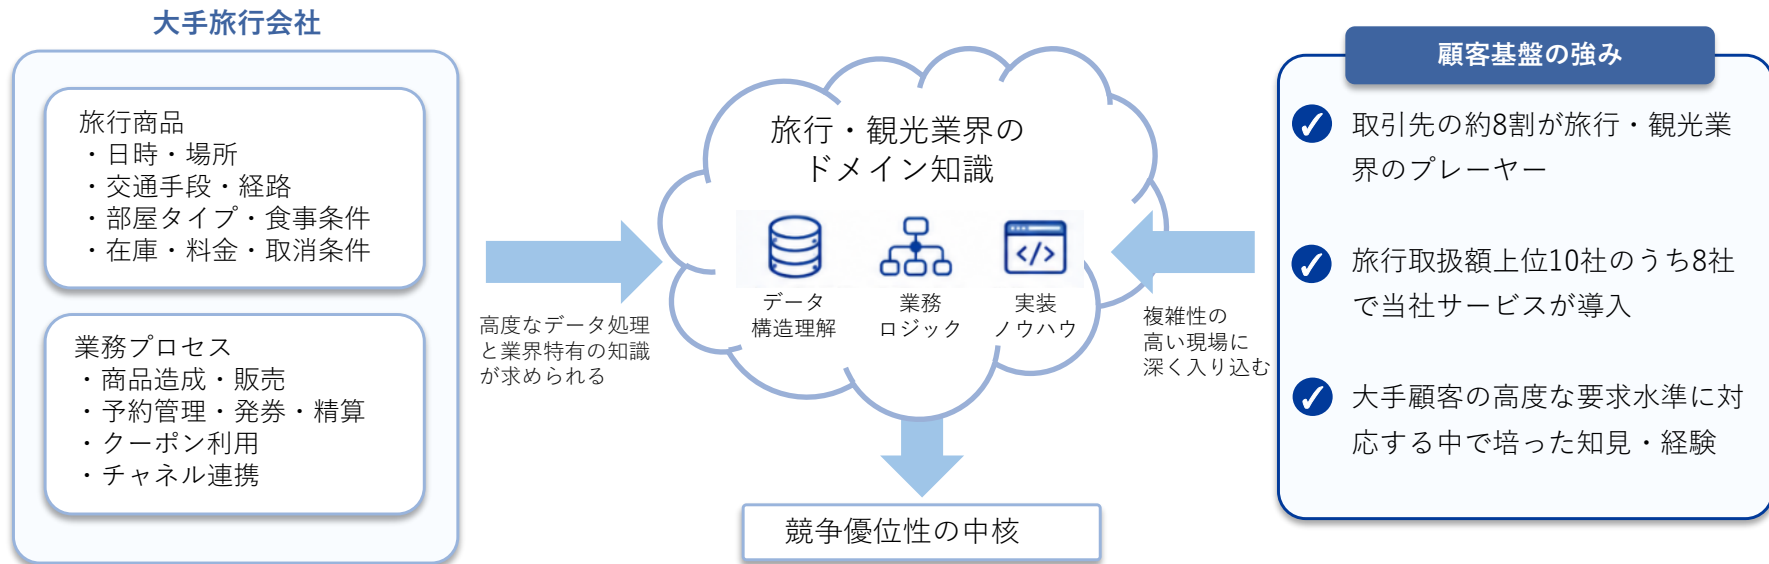 大手旅行会社
旅行商品
・日時・場所
・交通手段・経路
・部屋タイプ・食事条件
・在庫・料金・取消条件
業務プロセス
・商品造成・販売
・予約管理・発券・精算
・クーポン利用
・チャネル連携
高度なデータ処理
と業界特有の知識
が求められる
旅行・観光業界の
ドメイン知識
データ
構造理解
業務
ロジック
</>
実装
ノウハウ
複雑性の
高い現場に
深く入り込む
競争優位性の中核
顧客基盤の強み
取引先の約8割が旅行・観光業
界のプレーヤー
旅行取扱額上位10社のうち8社
で当社サービスが導入
大手顧客の高度な要求水準に対
応する中で培った知見・経験